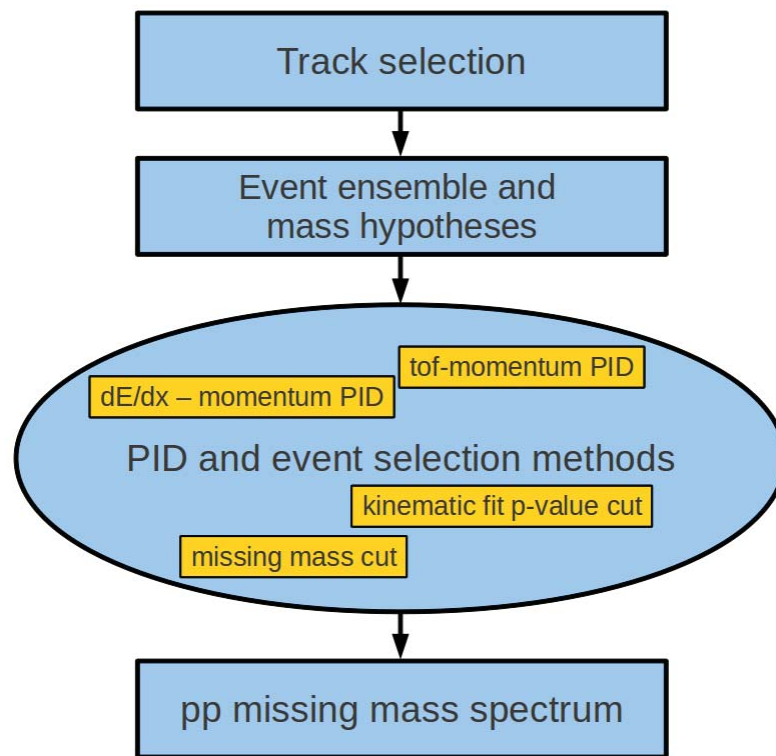 Track selection
Event ensemble and
mass hypotheses
tof-momentum PID
dE/dx – momentum PID
PID and event selection methods
kinematic fit p-value cut
missing mass cut
pp missing mass spectrum